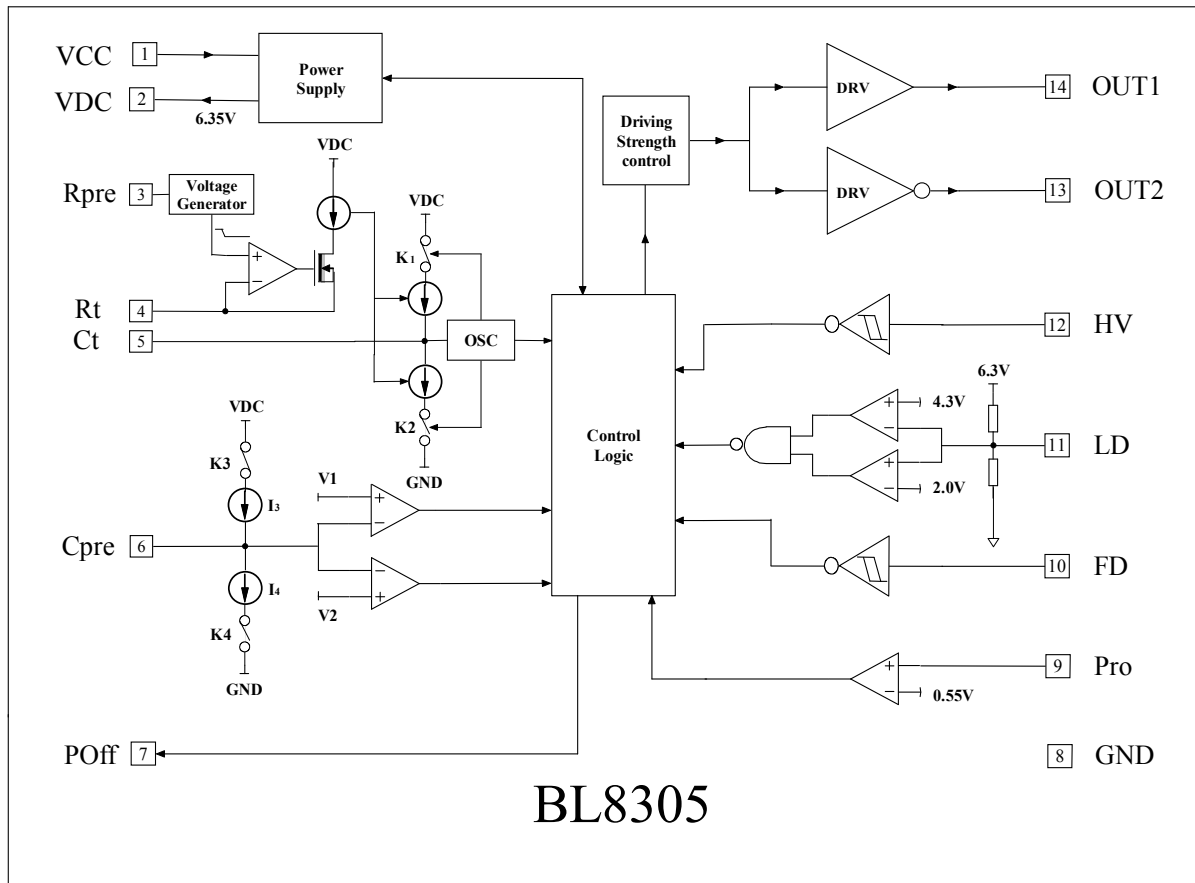 VCC 1
Power
Supply
VDC 2
6.35V
VDC
Rpre 3
Voltage
Generator
+
−
Rt 4
Ct 5
VDC
K1
OSC
K2
GND
VDC
K3
I3
Cpre 6
I4
K4
GND
V1
+
−
−
+
V2
POff 7
Control
Logic
Driving
Strength
control
DRV
14 OUT1
DRV
13 OUT2
12 HV
6.3V
+
4.3V
−
11 LD
+
−
2.0V
10 FD
9 Pro
+
−
0.55V
8 GND
BL8305